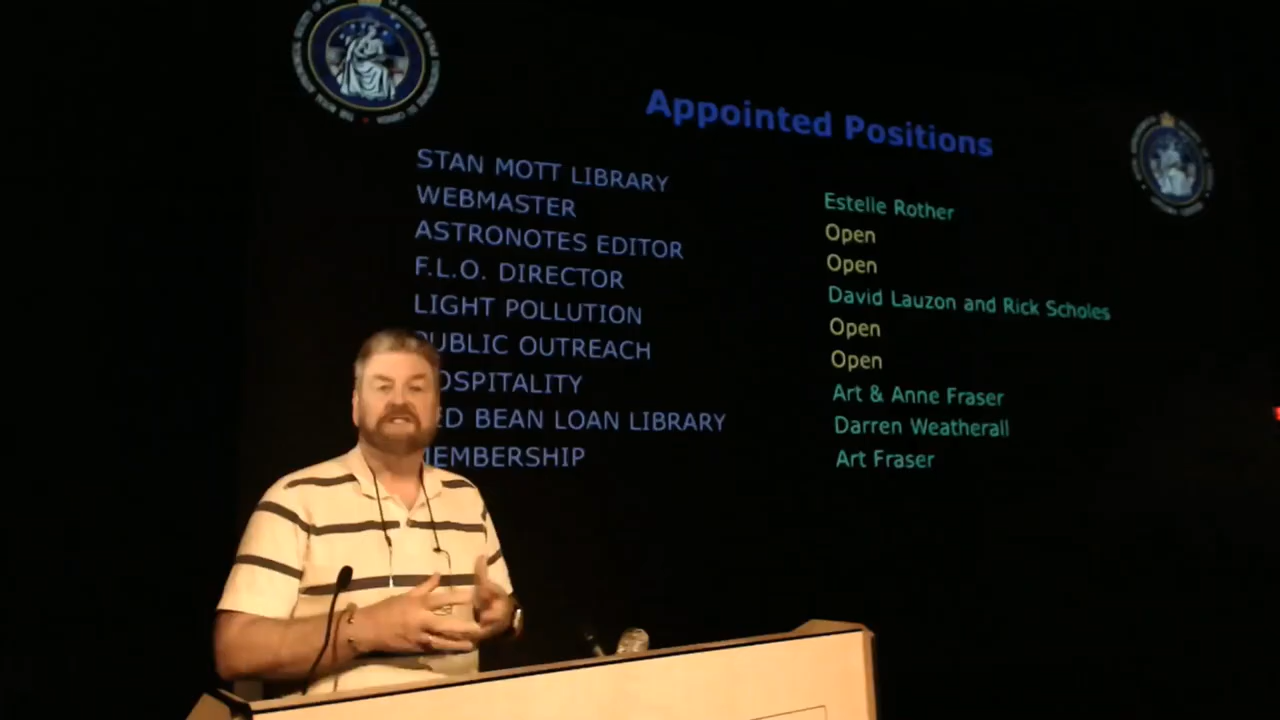 Appointed Positions
STAN MOTT LIBRARY
Estelle Rother
WEBMASTER
Open
ASTRONOTES EDITOR
Open
F.L.O. DIRECTOR
David Lauzon and Rick Scholes
LIGHT POLLUTION
Open
PUBLIC OUTREACH
Open
HOSPITALITY
Art & Anne Fraser
ED BEAN LOAN LIBRARY
Darren Weatherall
MEMBERSHIP
Art Fraser